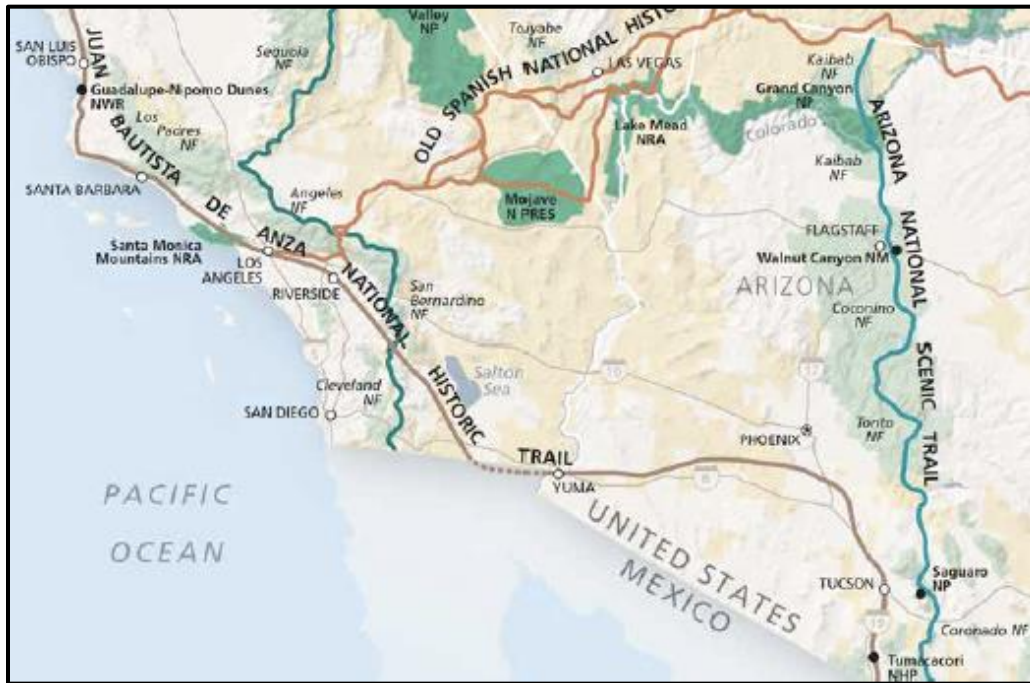 Valley
NP
Toiyabe
NF
SAN LUIS
OBISPO
Sequoia
NF
LAS VEGAS
Kaibab
NF
Guadalupe-Nipomo Dunes
NWR
Grand Canyon
NP
Los
Padres
NF
Lake Mead
NRA
Colorado
Kaibab
NF
JUAN BAUTISTA DE ANZA NATIONAL HISTORIC TRAIL
OLD SPANISH NATIONAL HISTO
ARIZONA NATIONAL SCENIC TRAIL
SANTA BARBARA
Angeles
NF
Mojave
N PRES
Santa Monica
Mountains NRA
LOS
ANGELES
RIVERSIDE
FLAGSTAFF
Walnut Canyon NM
San
Bernardino
NF
ARIZONA
Coconino
NF
5
15
17
Salton
Sea
Cleveland
NF
SAN DIEGO
PHOENIX
Tonto
NF
YUMA
8
PACIFIC
OCEAN
UNITED STATES
MEXICO
TUCSON
Saguaro
NP
19
Coronado NF
Tumacacori
NHP